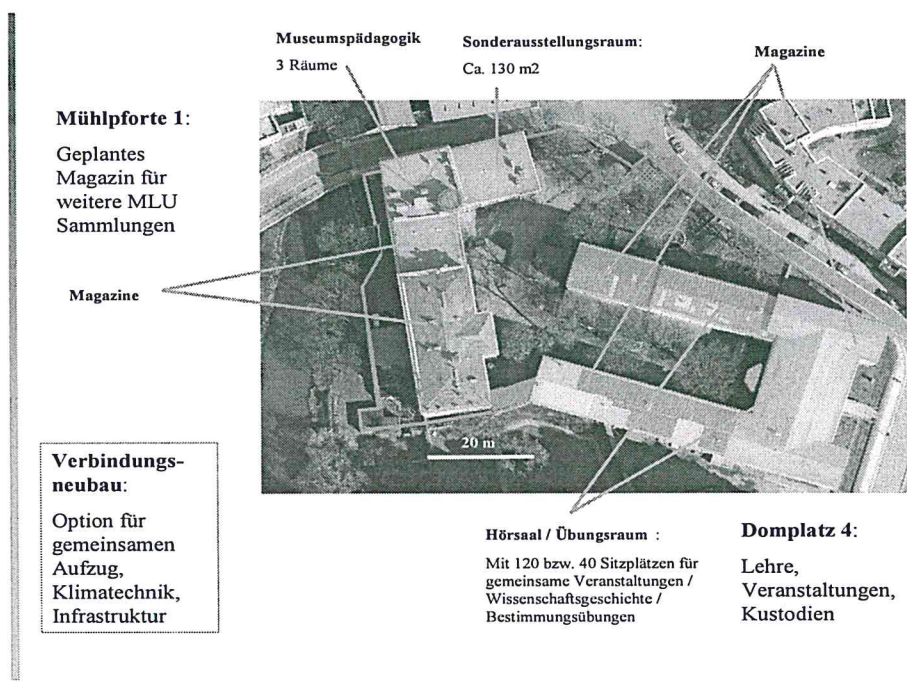 Museumspädagogik
3 Räume
Sonderausstellungsraum:
Ca. 130 m2
Magazine
Mühlpforte 1:
Geplantes
Magazin für
weitere MLU
Sammlungen
Magazine
20 m
Verbindungs-
neubau:
Option für
gemeinsamen
Aufzug,
Klimatechnik,
Infrastruktur
Hörsaal / Übungsraum :
Mit 120 bzw. 40 Sitzplätzen für
gemeinsame Veranstaltungen /
Wissenschaftsgeschichte /
Bestimmungsübungen
Domplatz 4:
Lehre,
Veranstaltungen,
Kustodien